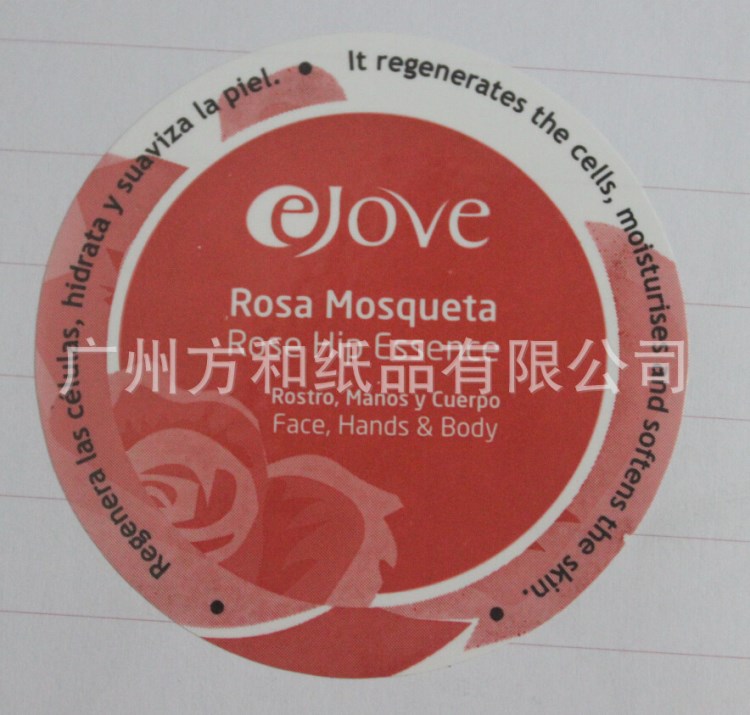 Regenera las células, hidrata y suaviza la piel.
It regenerates the cells, moisturises and softens the skin.
eJove
Rosa Mosqueta
Rose Hip Essence
广州方和纸品有限公司
Rostro, Manos y Cuerpo
Face, Hands & Body